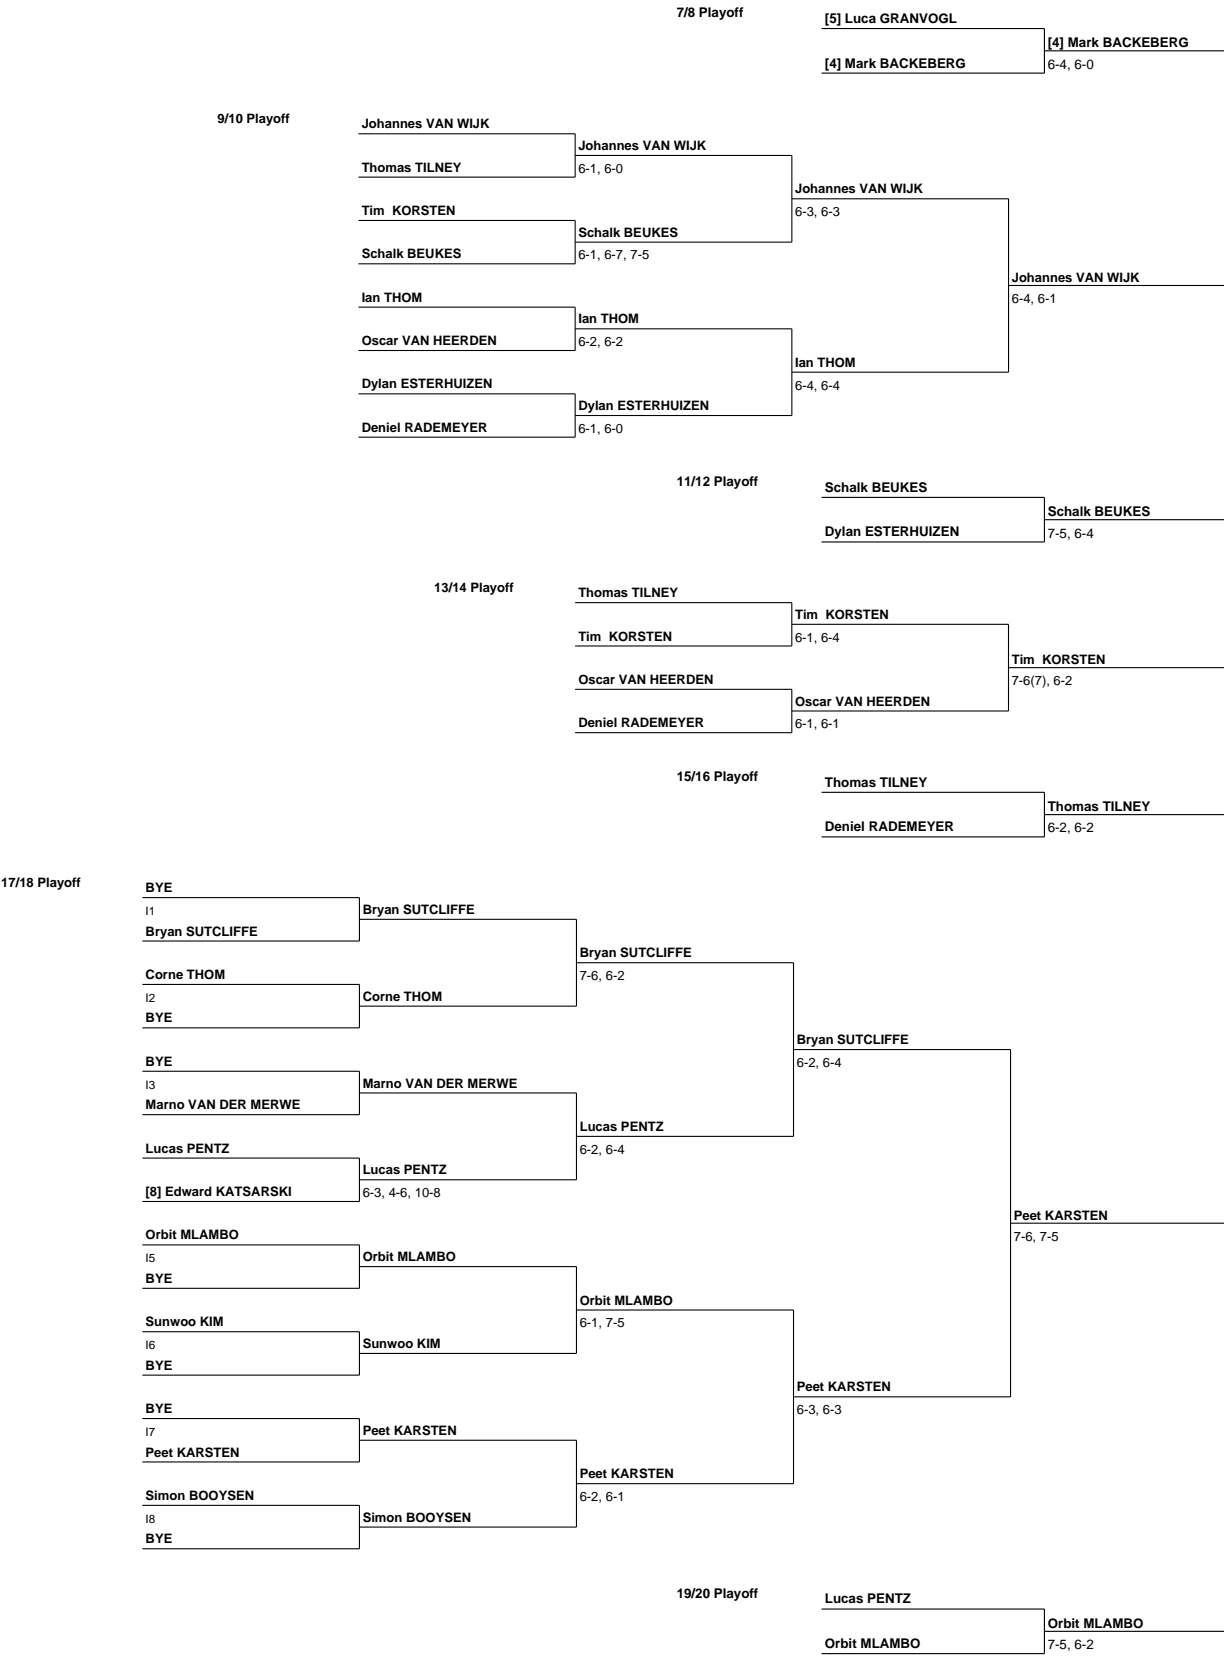 7/8 Playoff
[5] Luca GRANVOGL
[4] Mark BACKEBERG
[4] Mark BACKEBERG
6-4, 6-0
9/10 Playoff
Johannes VAN WIJK
Johannes VAN WIJK
Thomas TILNEY
6-1, 6-0
Johannes VAN WIJK
Tim KORSTEN
6-3, 6-3
Schalk BEUKES
Schalk BEUKES
6-1, 6-7, 7-5
Johannes VAN WIJK
Ian THOM
6-4, 6-1
Ian THOM
Oscar VAN HEERDEN
6-2, 6-2
Ian THOM
Dylan ESTERHUIZEN
6-4, 6-4
Dylan ESTERHUIZEN
Deniel RADEMEYER
6-1, 6-0
11/12 Playoff
Schalk BEUKES
Schalk BEUKES
Dylan ESTERHUIZEN
7-5, 6-4
13/14 Playoff
Thomas TILNEY
Tim KORSTEN
Tim KORSTEN
6-1, 6-4
Tim KORSTEN
Oscar VAN HEERDEN
7-6(7), 6-2
Oscar VAN HEERDEN
Deniel RADEMEYER
6-1, 6-1
15/16 Playoff
Thomas TILNEY
Thomas TILNEY
Deniel RADEMEYER
6-2, 6-2
17/18 Playoff
BYE
I1
Bryan SUTCLIFFE
Bryan SUTCLIFFE
Bryan SUTCLIFFE
Corne THOM
7-6, 6-2
I2
Corne THOM
BYE
Bryan SUTCLIFFE
BYE
6-2, 6-4
I3
Marno VAN DER MERWE
Marno VAN DER MERWE
Lucas PENTZ
Lucas PENTZ
6-2, 6-4
Lucas PENTZ
[8] Edward KATSARSKI
6-3, 4-6, 10-8
Peet KARSTEN
Orbit MLAMBO
7-6, 7-5
I5
Orbit MLAMBO
BYE
Orbit MLAMBO
Sunwoo KIM
6-1, 7-5
I6
Sunwoo KIM
BYE
Peet KARSTEN
BYE
6-3, 6-3
I7
Peet KARSTEN
Peet KARSTEN
Peet KARSTEN
Simon BOOYSEN
6-2, 6-1
I8
Simon BOOYSEN
BYE
19/20 Playoff
Lucas PENTZ
Orbit MLAMBO
Orbit MLAMBO
7-5, 6-2